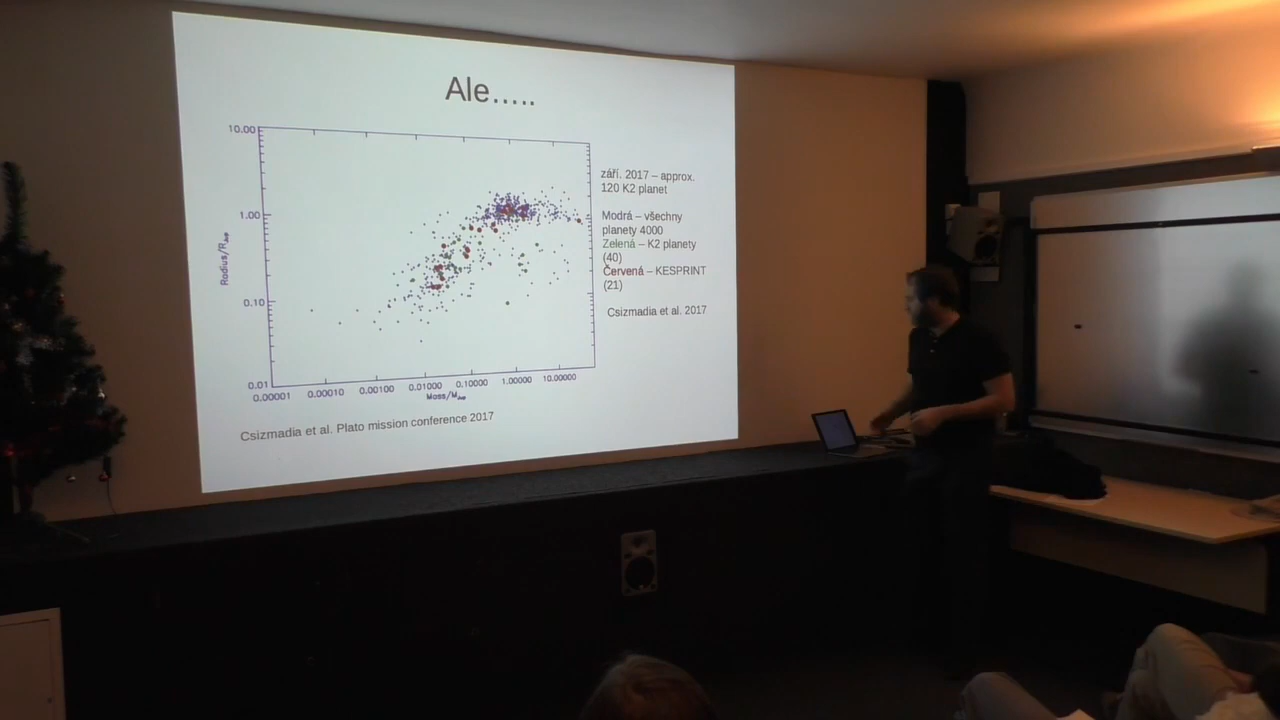 Ale.....
10.00
1.00
0.10
0.01
Radius/R
0.00001 0.00010 0.00100 0.01000 0.10000 1.00000 10.00000
Mass/M
září. 2017 – approx.
120 K2 planet
Modrá – všechny
planety 4000
Zelená – K2 planety
(40)
Červená – KESPRINT
(21)
Csizmadia et al. 2017
Csizmadia et al. Plato mission conference 2017